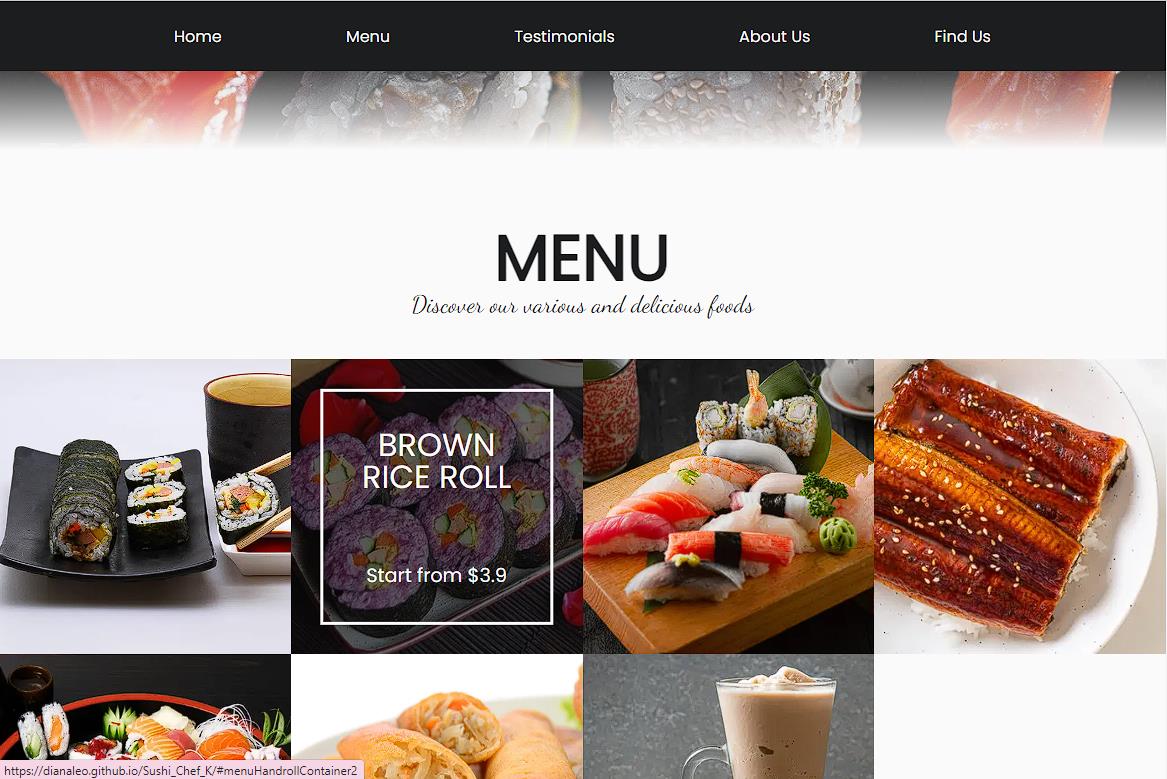 Home Menu Testimonials About Us Find Us
MENU
Discover our various and delicious foods
BROWN
RICE ROLL
Start from $3.9
https://dianaleo.github.io/Sushi_Chef_K/#menuHandrollContainer2